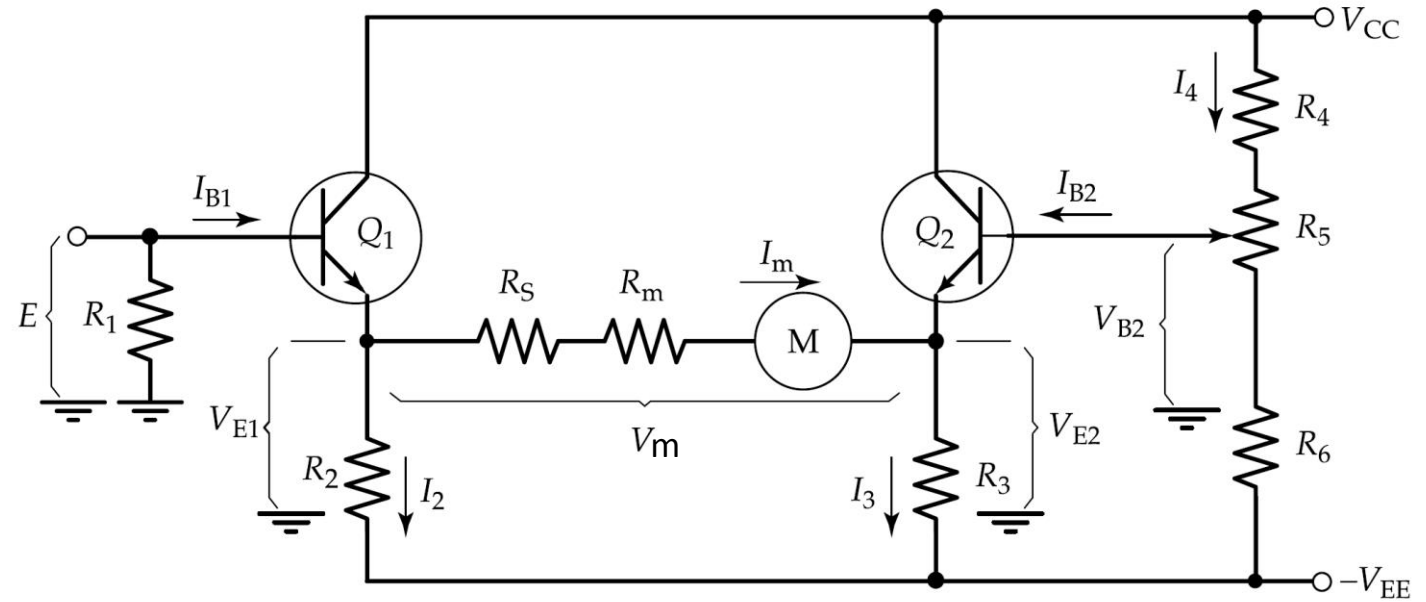 V_CC
I_4
R_4
I_B1
I_B2
Q_1
Q_2
R_5
E
R_1
R_S
R_m
I_m
M
V_B2
V_E1
Vm
V_E2
R_2
I_2
I_3
R_3
R_6
–V_EE